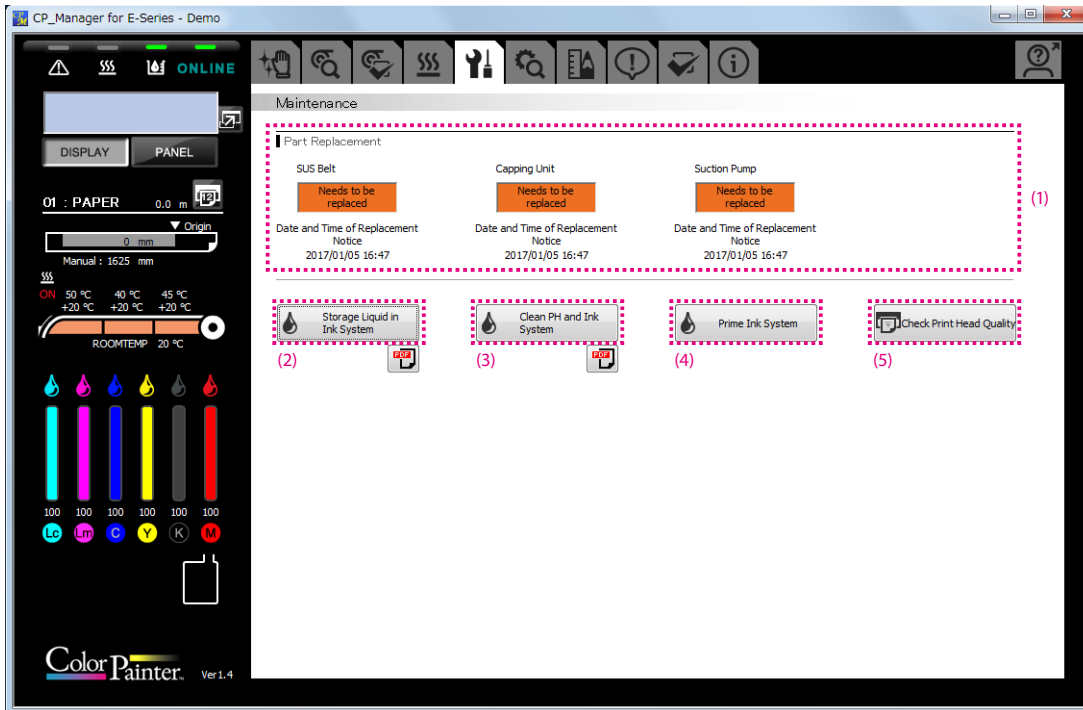 CP_Manager for E-Series - Demo
ONLINE
DISPLAY
PANEL
01 : PAPER 0.0 m
12
Origin
0 mm
Manual : 1625 mm
ON 50 ℃ 40 ℃ 45 ℃
+20 ℃ +20 ℃ +20 ℃
ROOMTEMP 20 ℃
100 100 100 100 100 100
Lc Lm C Y K M
Color Painter™ Ver1.4
Maintenance
Part Replacement
SUS Belt
Needs to be
replaced
Date and Time of Replacement
Notice
2017/01/05 16:47
Capping Unit
Needs to be
replaced
Date and Time of Replacement
Notice
2017/01/05 16:47
Suction Pump
Needs to be
replaced
Date and Time of Replacement
Notice
2017/01/05 16:47
(1)
Storage Liquid in
Ink System
(2)
PDF
Clean PH and Ink
System
(3)
PDF
Prime Ink System
(4)
Check Print Head Quality
(5)